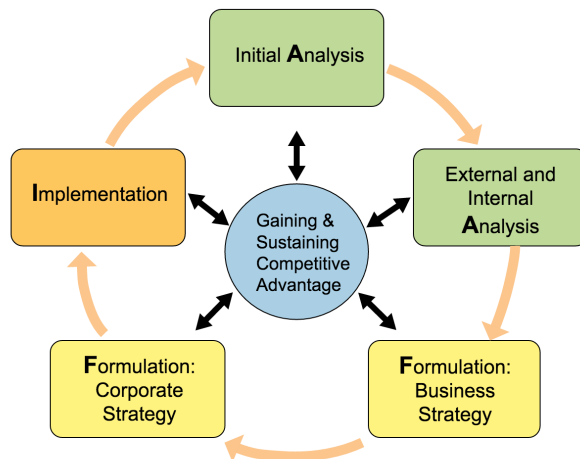 Initial Analysis
External and
Internal
Analysis
Implementation
Gaining &
Sustaining
Competitive
Advantage
Formulation:
Business
Strategy
Formulation:
Corporate
Strategy